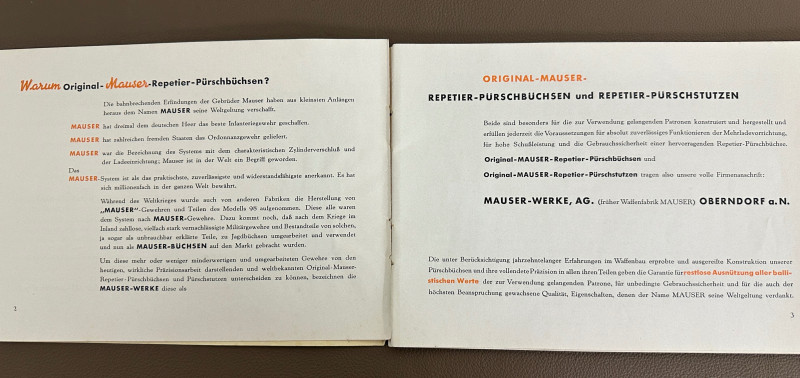 Warum Original-Mauser-Repetier-Pürschbüchsen?
Die bahnbrechenden Erfindungen der Gebrüder Mauser haben aus kleinsten Anfängen
heraus dem Namen MAUSER seine Weltgeltung verschafft.
MAUSER hat dreimal dem deutschen Heer das beste Infanteriegewehr geschaffen.
MAUSER hat zahlreichen fremden Staaten das Ordonnanzgewehr geliefert.
MAUSER war die Bezeichnung des Systems mit dem charakteristischen Zylinderverschluß und
der Ladeeinrichtung; Mauser ist in der Welt ein Begriff geworden.
Das
MAUSER-System ist als das praktischste, zuverlässigste und widerstandsfähigste anerkannt. Es hat
sich millionenfach in der ganzen Welt bewährt.
Während des Weltkrieges wurde auch von anderen Fabriken die Herstellung von
„MAUSER“-Gewehren und Teilen des Modells 98 aufgenommen. Diese alle waren
dem System nach MAUSER-Gewehre. Dazu kommt noch, daß nach dem Kriege im
Inland zahllose, vielfach stark vernachlässigte Militärgewehre und Bestandteile von solchen,
ja sogar als unbrauchbar erklärte Teile, zu Jagdbüchsen umgearbeitet und verwendet
und nun als MAUSER-BÜCHSEN auf den Markt gebracht wurden.
Um diese mehr oder weniger minderwertigen und umgearbeiteten Gewehre von den
heutigen, wirkliche Präzisionsarbeit darstellenden und weltbekannten Original-Mauser-
Repetier-Pürschbüchsen und Pürschstutzen unterscheiden zu können, bezeichnen die
MAUSER-WERKE diese als
2
ORIGINAL-MAUSER-
REPETIER-PÜRSCHBÜCHSEN und REPETIER-PÜRSCHSTUTZEN
Beide sind besonders für die zur Verwendung gelangenden Patronen konstruiert und hergestellt und
erfüllen jederzeit die Voraussetzungen für absolut zuverlässiges Funktionieren der Mehrladevorrichtung,
für hohe Schußleistung und die Gebrauchssicherheit einer hervorragenden Repetier-Pürschbüchse.
Original-MAUSER-Repetier-Pürschbüchsen und
Original-MAUSER-Repetier-Pürschstutzen tragen also unsere volle Firmenanschrift:
MAUSER-WERKE, AG. (früher Waffenfabrik MAUSER) OBERNDORF a.N.
Die unter Berücksichtigung jahrzehntelanger Erfahrungen im Waffenbau erprobte und ausgereifte Konstruktion unserer
Pürschbüchsen und ihre vollendete Präzision in allen ihren Teilen geben die Garantie für restlose Ausnützung aller balli-
stischen Werte der zur Verwendung gelangenden Patrone, für unbedingte Gebrauchssicherheit und für die auch der
höchsten Beanspruchung gewachsene Qualität, Eigenschaften, denen der Name MAUSER seine Weltgeltung verdankt.
3